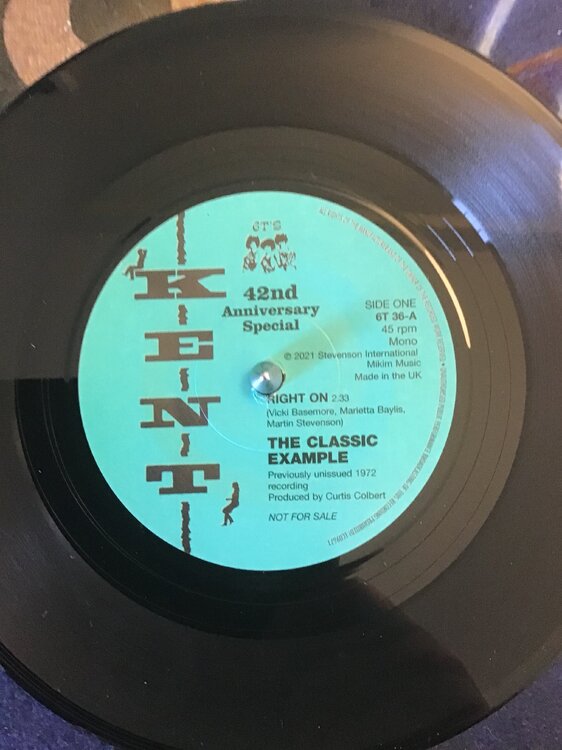 6T'S
KENT
42nd
Anniversary
Special
SIDE ONE
6T 36-A
45 rpm
Mono
℗ 2021 Stevenson International
Mikim Music
Made in the UK
RIGHT ON 2.33
(Vicki Basemore, Marietta Baylis,
Martin Stevenson)
THE CLASSIC
EXAMPLE
Previously unissued 1972
recording
Produced by Curtis Colbert
NOT FOR SALE